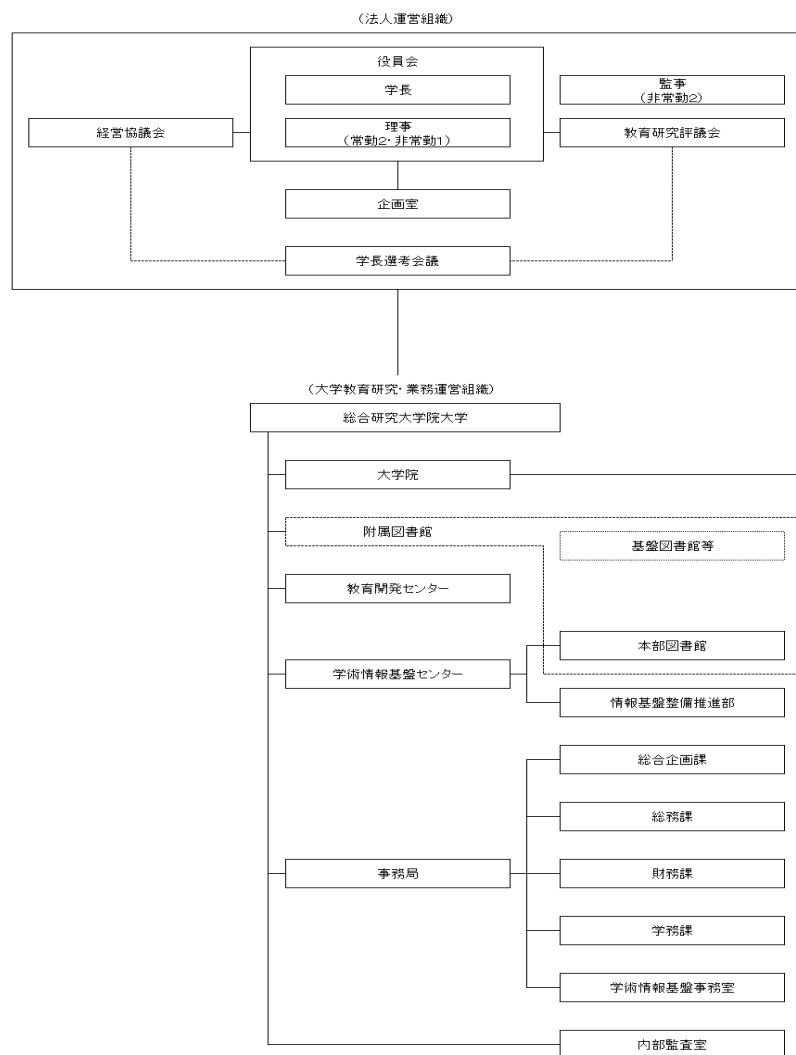 （法人運営組織）
役員会
学長
監事
（非常勤2）
経営協議会
理事
（常勤2・非常勤1）
教育研究評議会
企画室
学長選考会議
（大学教育研究・業務運営組織）
総合研究大学院大学
大学院
附属図書館
基盤図書館等
教育開発センター
本部図書館
学術情報基盤センター
情報基盤整備推進部
総合企画課
総務課
事務局
財務課
学務課
学術情報基盤事務室
内部監査室